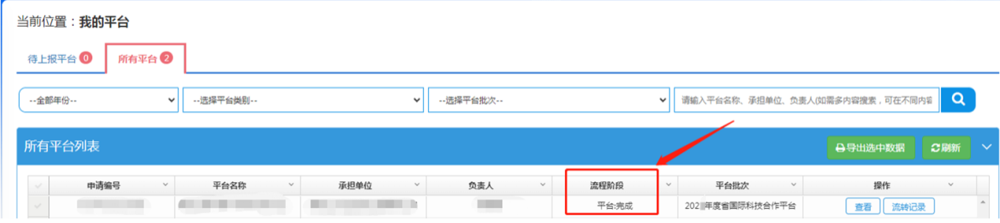 当前位置：我的平台
待上报平台 0 所有平台 2
--全部年份-- --选择平台类别-- --选择平台批次-- 请输入平台名称、承担单位、负责人(如需多内容搜索，可在不同内容
所有平台列表 导出选中数据 刷新
申请编号 平台名称 承担单位 负责人 流程阶段 平台批次 操作
平台:完成 202 年度省国际科技合作平台 查看 流转记录